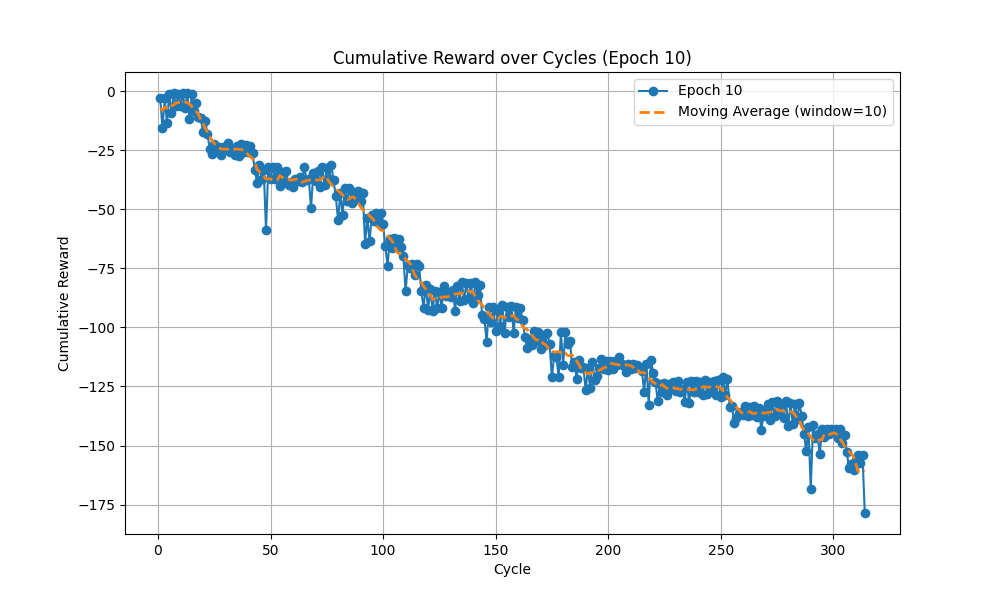 Cumulative Reward over Cycles (Epoch 10)
Epoch 10
Moving Average (window=10)
Cumulative Reward
0
−25
−50
−75
−100
−125
−150
−175
0 50 100 150 200 250 300
Cycle